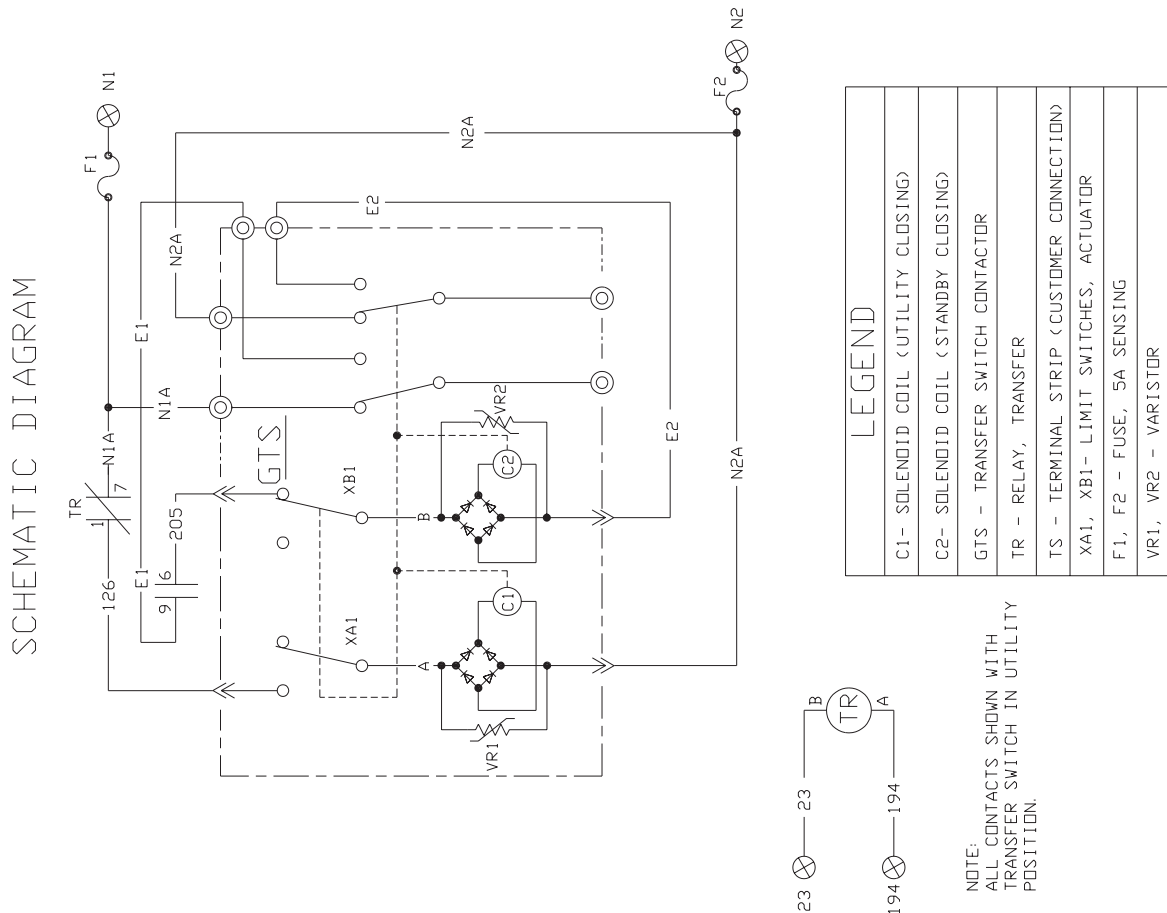 SCHEMATIC DIAGRAM
N1
F1
N2
F2
N2A
N2A
E1
E2
N1A
N1A
TR
1
7
126
E1
9
6
205
GTS
XA1
XB1
A
B
C1
C2
VR1
VR2
E2
N2A
23
23
B
TR
A
194
194
NOTE:
ALL CONTACTS SHOWN WITH
TRANSFER SWITCH IN UTILITY
POSITION.
LEGEND
C1- SOLENOID COIL (UTILITY CLOSING)
C2- SOLENOID COIL (STANDBY CLOSING)
GTS - TRANSFER SWITCH CONTACTOR
TR - RELAY, TRANSFER
TS - TERMINAL STRIP (CUSTOMER CONNECTION)
XA1, XB1- LIMIT SWITCHES, ACTUATOR
F1, F2 - FUSE, 5A SENSING
VR1, VR2 - VARISTOR